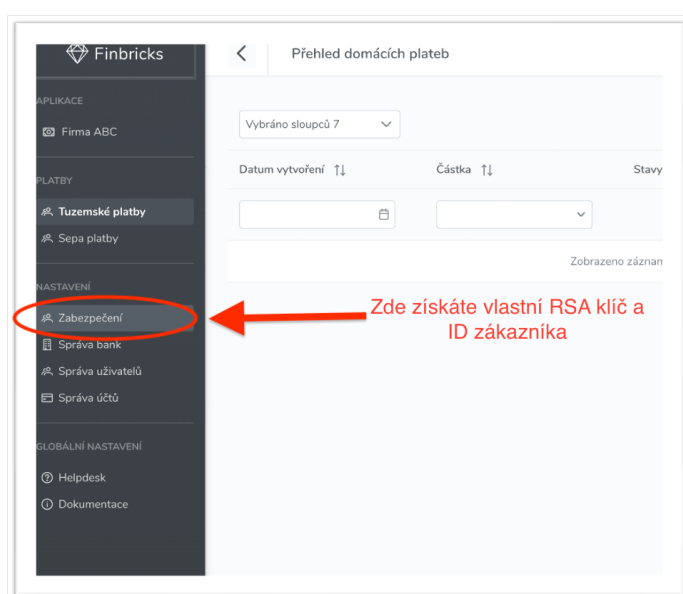 Finbricks
Přehled domácích plateb
APLIKACE
Firma ABC
Vybráno sloupců 7
Datum vytvoření
Částka
Stavy
PLATBY
Tuzemské platby
Sepa platby
Zobrazeno záznam
NASTAVENÍ
Zabezpečení
Zde získáte vlastní RSA klíč a
ID zákazníka
Správa bank
Správa uživatelů
Správa účtů
GLOBÁLNÍ NASTAVENÍ
Helpdesk
Dokumentace